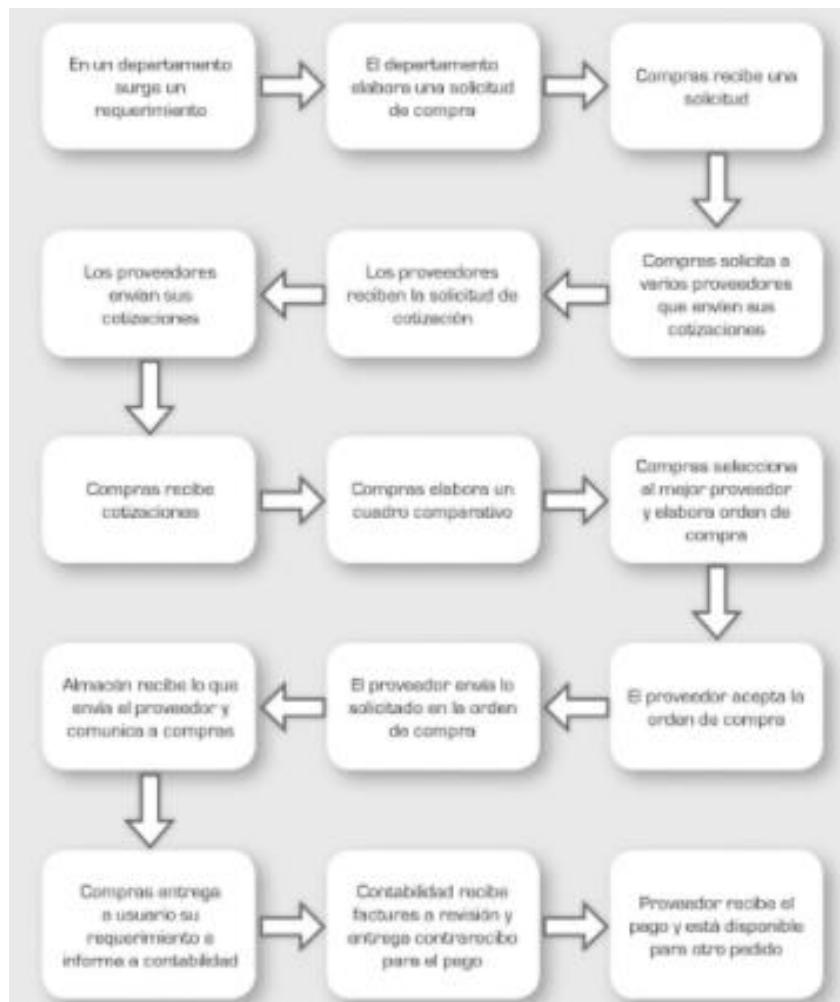 En un departamento
surge un
requerimiento
El departamento
elabora una solicitud
de compra
Compras recibe una
solicitud
Compras solicita a
varios proveedores
que envíen sus
cotizaciones
Los proveedores
reciben la solicitud de
cotización
Los proveedores
envían sus
cotizaciones
Compras recibe
cotizaciones
Compras elabora un
cuadro comparativo
Compras selecciona
al mejor proveedor
y elabora orden de
compra
El proveedor acepta la
orden de compra
El proveedor envía lo
solicitado en la orden
de compra
Almacén recibe lo que
envía el proveedor y
comunica a compras
Compras entrega
a usuario su
requerimiento e
informa a contabilidad
Contabilidad recibe
factures a revisión y
entrega contrarecibo
para el pago
Proveedor recibe el
pago y está disponible
para otro pedido